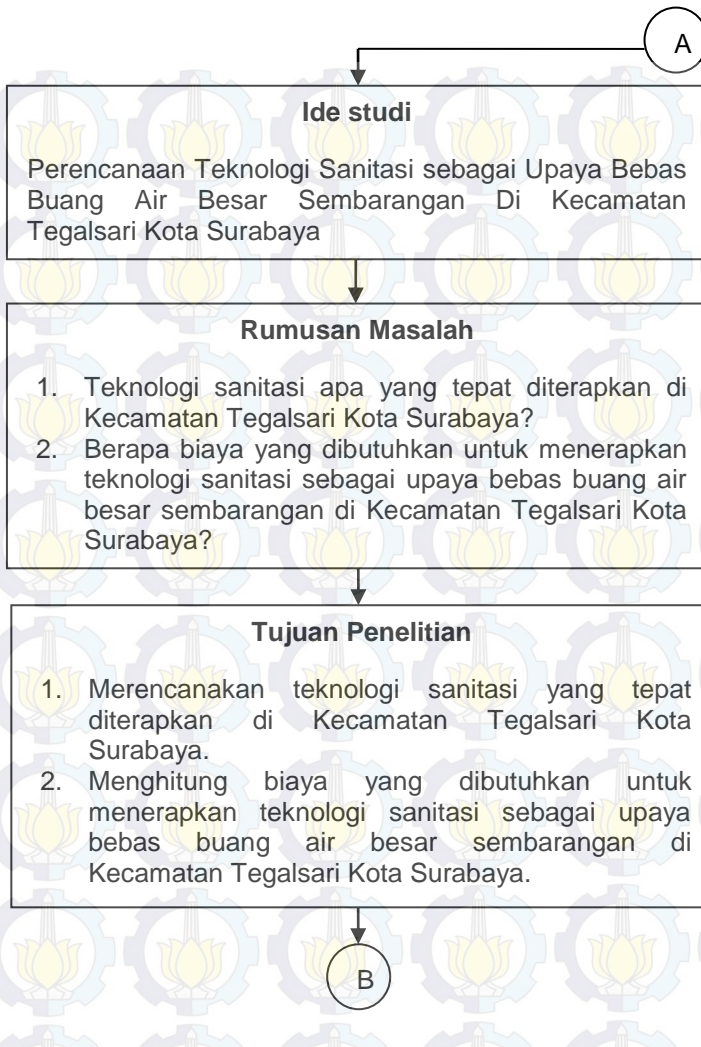 A
Ide studi
Perencanaan Teknologi Sanitasi sebagai Upaya Bebas
Buang Air Besar Sembarangan Di Kecamatan
Tegalsari Kota Surabaya
Rumusan Masalah
1. Teknologi sanitasi apa yang tepat diterapkan di
Kecamatan Tegalsari Kota Surabaya?
2. Berapa biaya yang dibutuhkan untuk menerapkan
teknologi sanitasi sebagai upaya bebas buang air
besar sembarangan di Kecamatan Tegalsari Kota
Surabaya?
Tujuan Penelitian
1. Merencanakan teknologi sanitasi yang tepat
diterapkan di Kecamatan Tegalsari Kota
Surabaya.
2. Menghitung biaya yang dibutuhkan untuk
menerapkan teknologi sanitasi sebagai upaya
bebas buang air besar sembarangan di
Kecamatan Tegalsari Kota Surabaya.
B